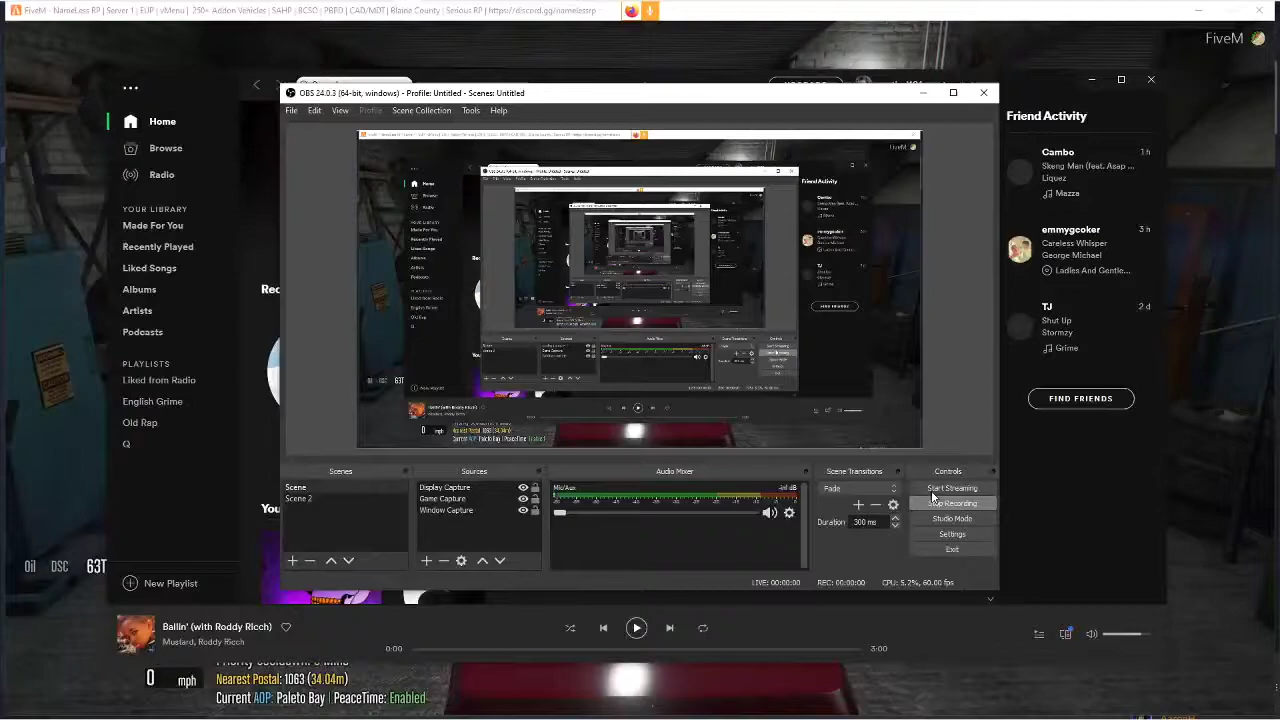 FiveM - NameLess RP | Server 1 | EUP | vMenu | 250+ Addon Vehicles | SAHP | BCSO | PBPD | CAD/MDT | Blaine County | Serious RP | https://discord.gg/namelessrp
FiveM
OBS 24.0.3 (64-bit, windows) - Profile: Untitled - Scenes: Untitled
File Edit View Profile Scene Collection Tools Help
Home
Browse
Radio
YOUR LIBRARY
Made For You
Recently Played
Liked Songs
Albums
Artists
Podcasts
PLAYLISTS
Liked from Radio
English Grime
Old Rap
Q
New Playlist
Friend Activity
Cambo 1 h
Skeng Man (feat. Asap ...
Liquez
Mazza
emmygcoker 3 h
Careless Whisper
George Michael
Ladies And Gentle...
TJ 2 d
Shut Up
Stormzy
Grime
FIND FRIENDS
Scenes
Scene
Scene 2
Sources
Display Capture
Game Capture
Window Capture
Audio Mixer
Mic/Aux -inf dB
Scene Transitions
Fade
Duration 300 ms
Controls
Start Streaming
Stop Recording
Studio Mode
Settings
Exit
LIVE: 00:00:00 REC: 00:00:00 CPU: 5.2%, 60.00 fps
Oil DSC 63T
Ballin' (with Roddy Ricch)
Mustard, Roddy Ricch
0:00 3:00
0 mph
Nearest Postal: 1063 (34.04m)
Current AOP: Paleto Bay | PeaceTime: Enabled